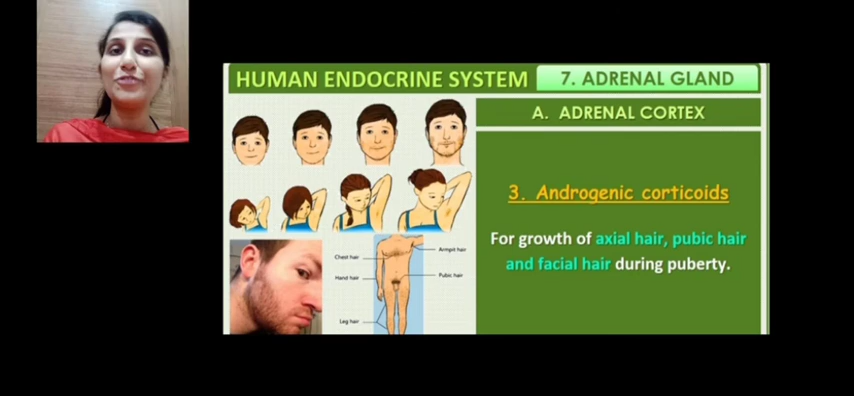 HUMAN ENDOCRINE SYSTEM
7. ADRENAL GLAND
A. ADRENAL CORTEX
3. Androgenic corticoids
For growth of axial hair, pubic hair
and facial hair during puberty.
Chest hair
Armpit hair
Hand hair
Pubic hair
Leg hair